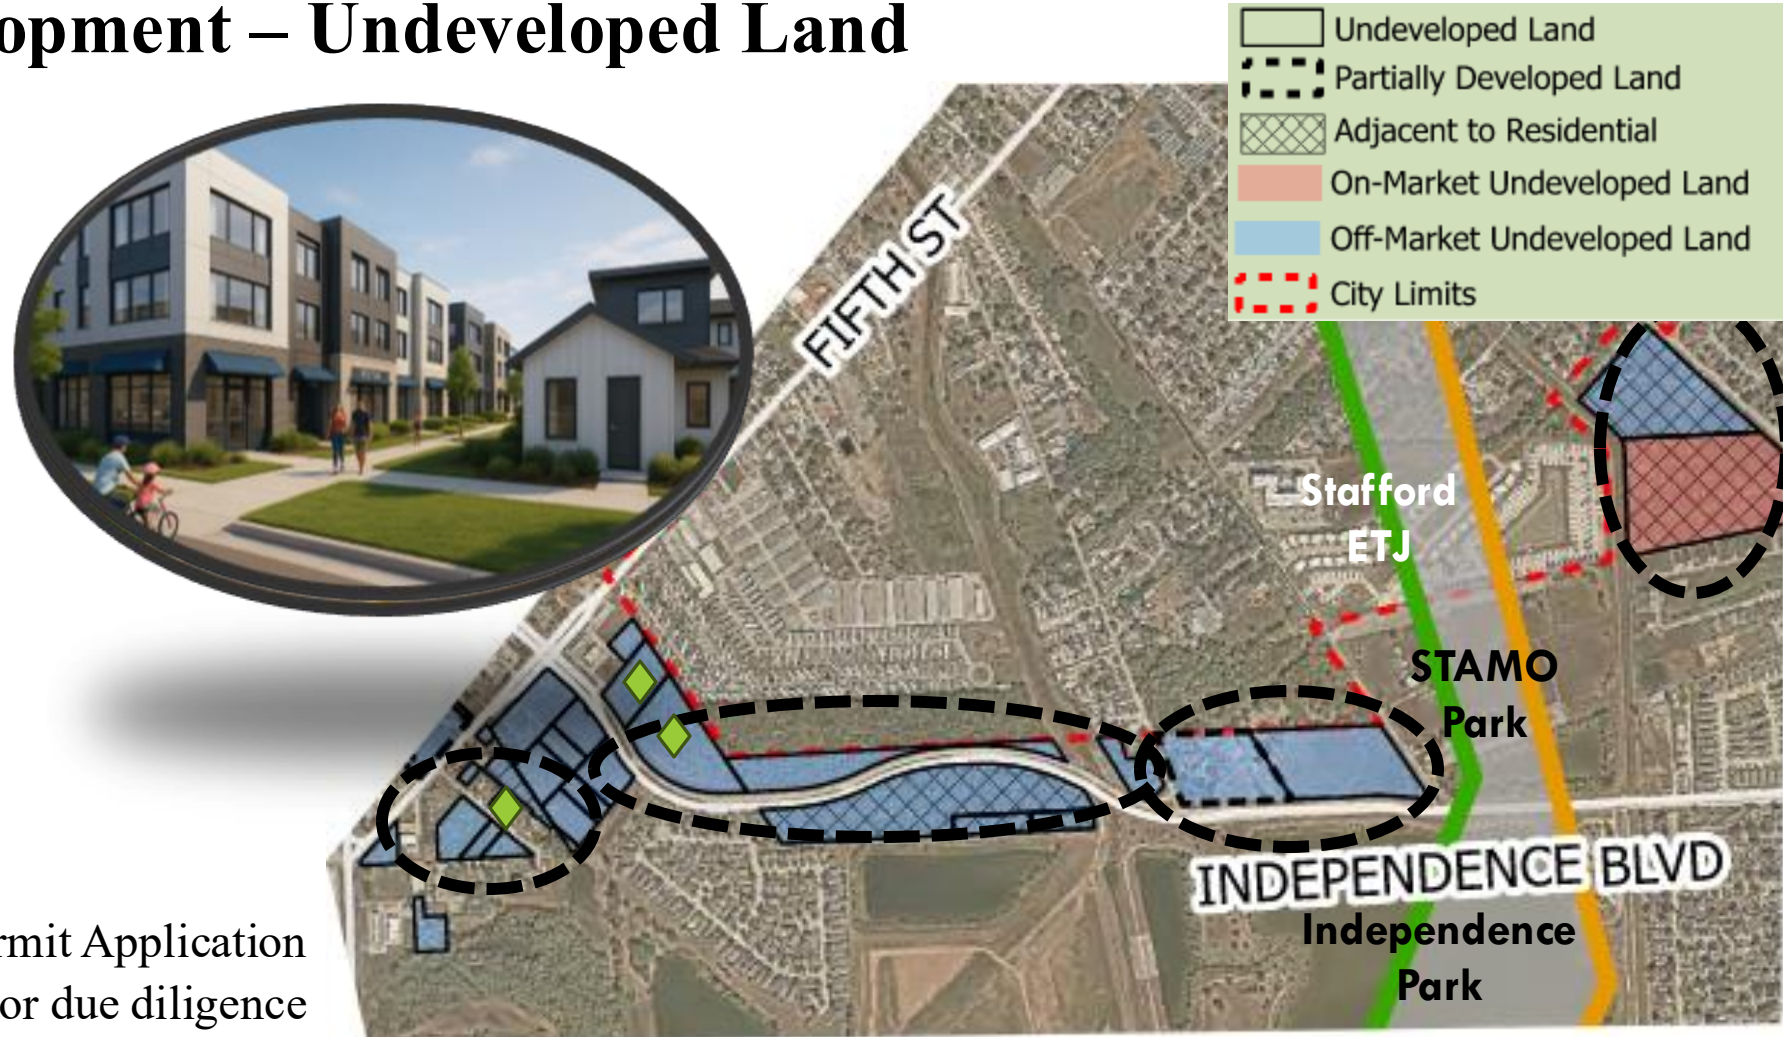 opment – Undeveloped Land
Undeveloped Land
Partially Developed Land
Adjacent to Residential
On-Market Undeveloped Land
Off-Market Undeveloped Land
City Limits
FIFTH ST
Stafford
ETJ
STAMO
Park
INDEPENDENCE BLVD
Independence
Park
rmit Application
or due diligence